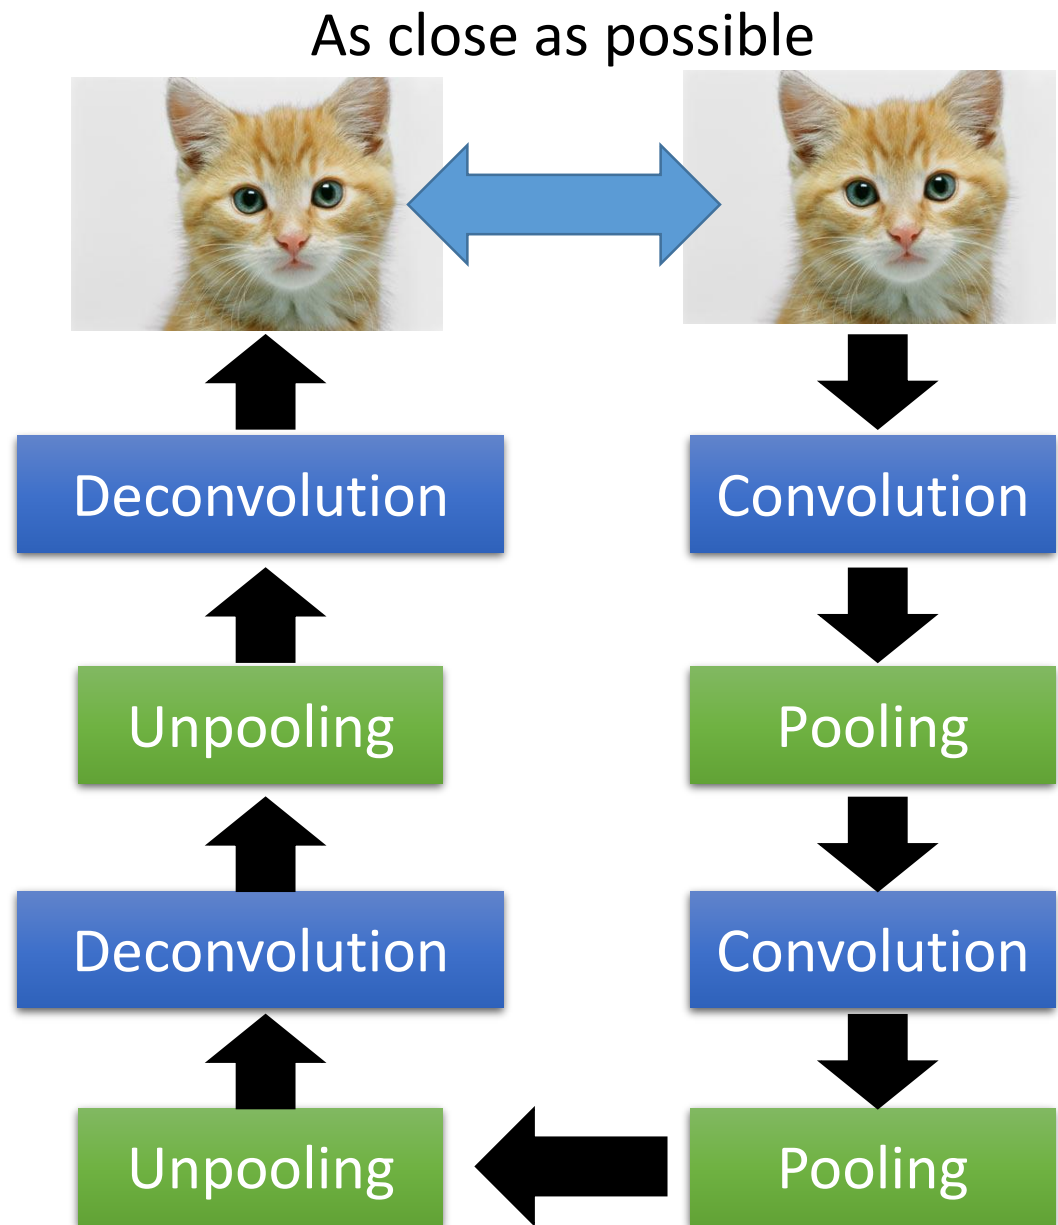 As close as possible
Deconvolution
Convolution
Unpooling
Pooling
Deconvolution
Convolution
Unpooling
Pooling